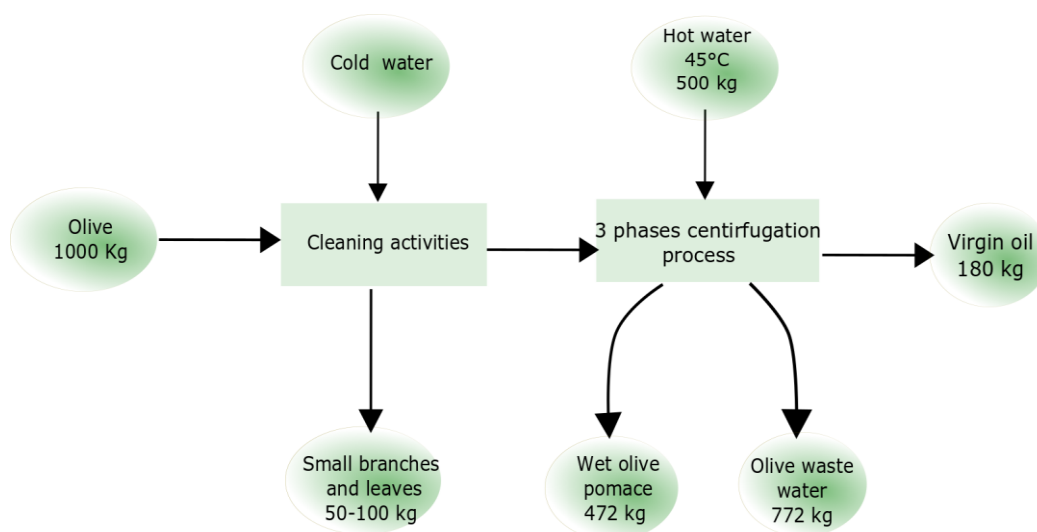 Cold  water
Hot water
45°C
500 kg
Olive
1000 Kg
Cleaning activities
3 phases centirfugation
process
Virgin oil
180 kg
Small branches
and leaves
50-100 kg
Wet olive
pomace
472 kg
Olive waste
water
772 kg